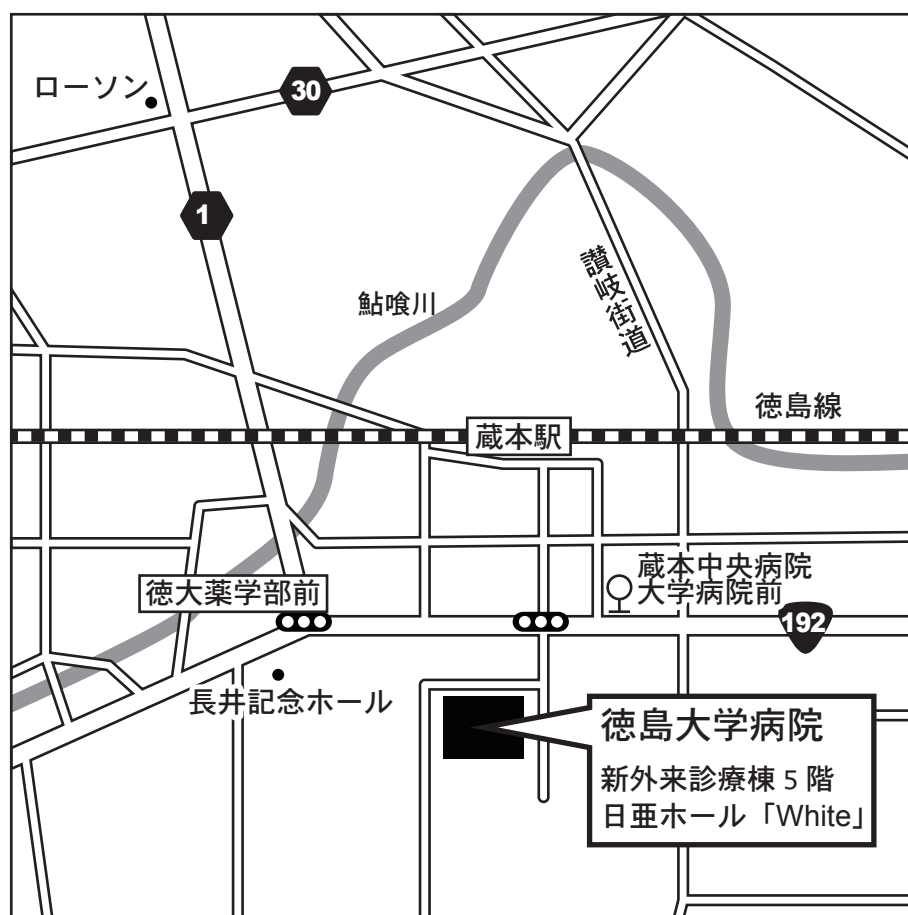 ローソン
30
1
讃岐街道
鮎喰川
徳島線
蔵本駅
蔵本中央病院
大学病院前
徳大薬学部前
192
長井記念ホール
徳島大学病院
新外来診療棟 5 階
日亜ホール「White」